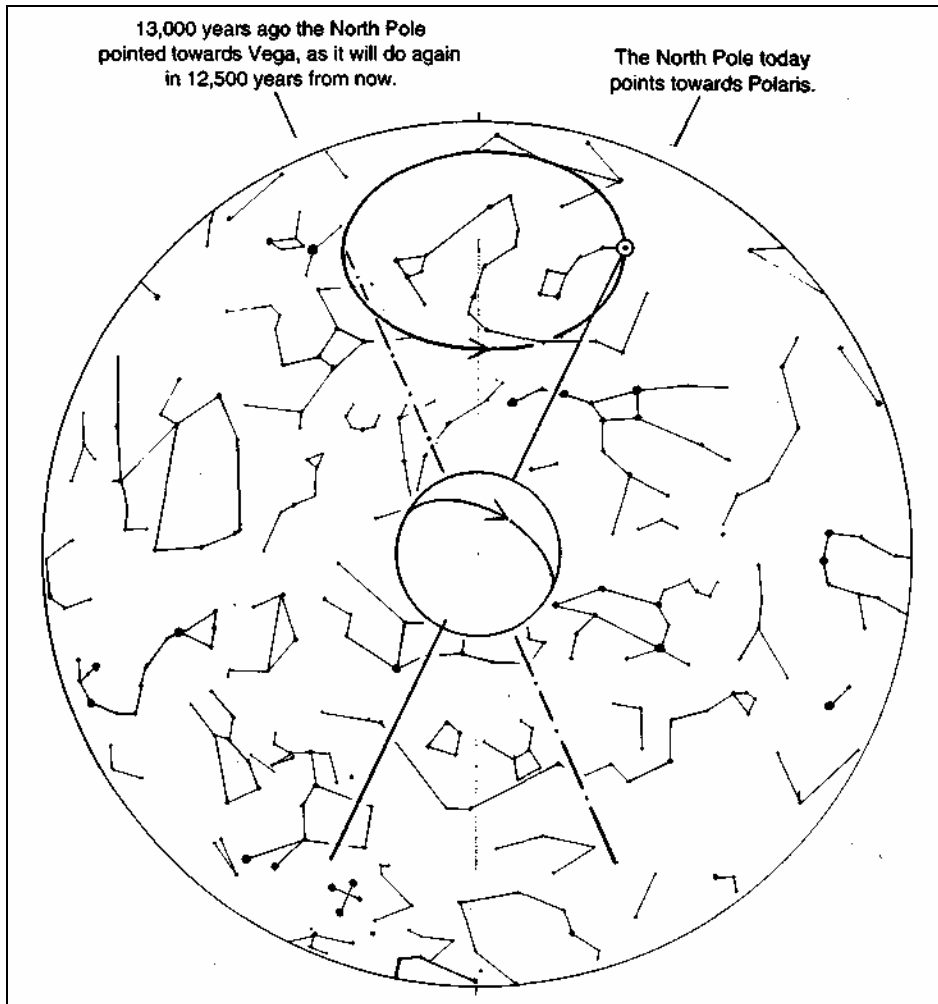 13,000 years ago the North Pole
pointed towards Vega, as it will do again
in 12,500 years from now.
The North Pole today
points towards Polaris.